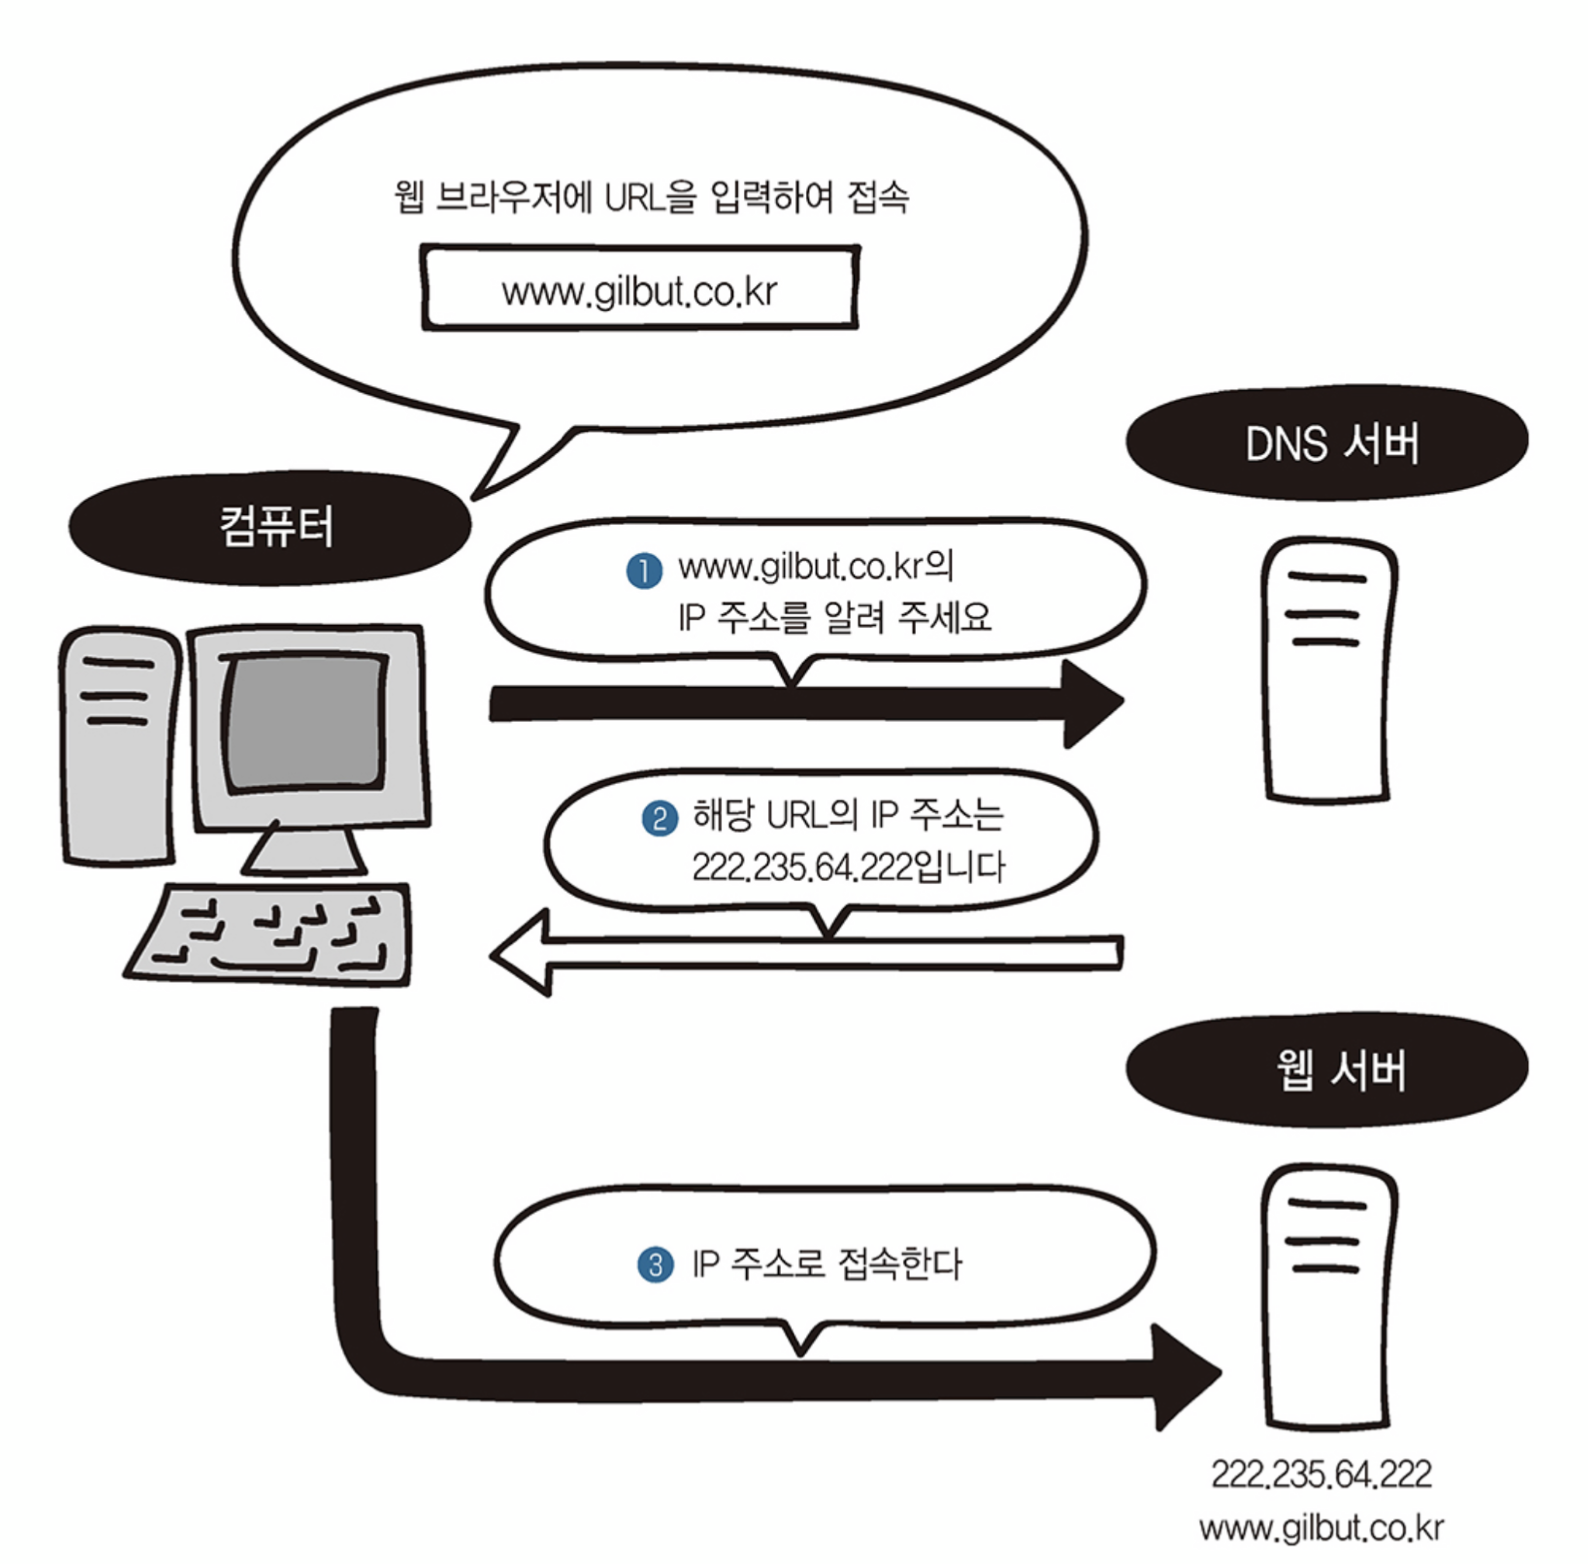 웹 브라우저에 URL을 입력하여 접속
www.gilbut.co.kr
DNS 서버
컴퓨터
1 www.gilbut.co.kr의
IP 주소를 알려 주세요
2 해당 URL의 IP 주소는
222.235.64.222입니다
웹 서버
3 IP 주소로 접속한다
222.235.64.222
www.gilbut.co.kr